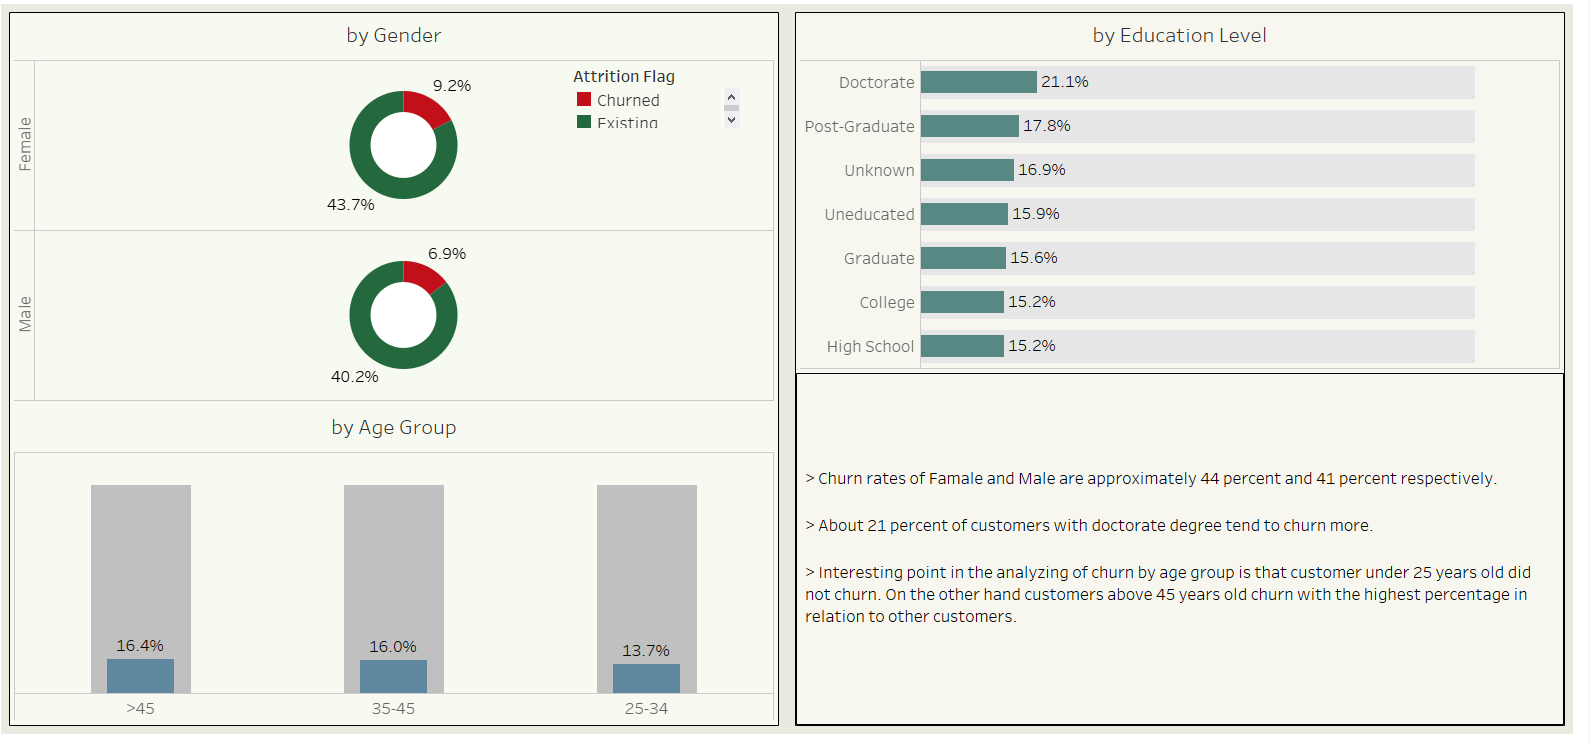 by Gender
Female
9.2%
43.7%
Attrition Flag
Churned
Existing
Male
6.9%
40.2%
by Age Group
16.4%
16.0%
13.7%
>45
35-45
25-34
by Education Level
Doctorate 21.1%
Post-Graduate 17.8%
Unknown 16.9%
Uneducated 15.9%
Graduate 15.6%
College 15.2%
High School 15.2%
> Churn rates of Famale and Male are approximately 44 percent and 41 percent respectively.
> About 21 percent of customers with doctorate degree tend to churn more.
> Interesting point in the analyzing of churn by age group is that customer under 25 years old did
not churn. On the other hand customers above 45 years old churn with the highest percentage in
relation to other customers.